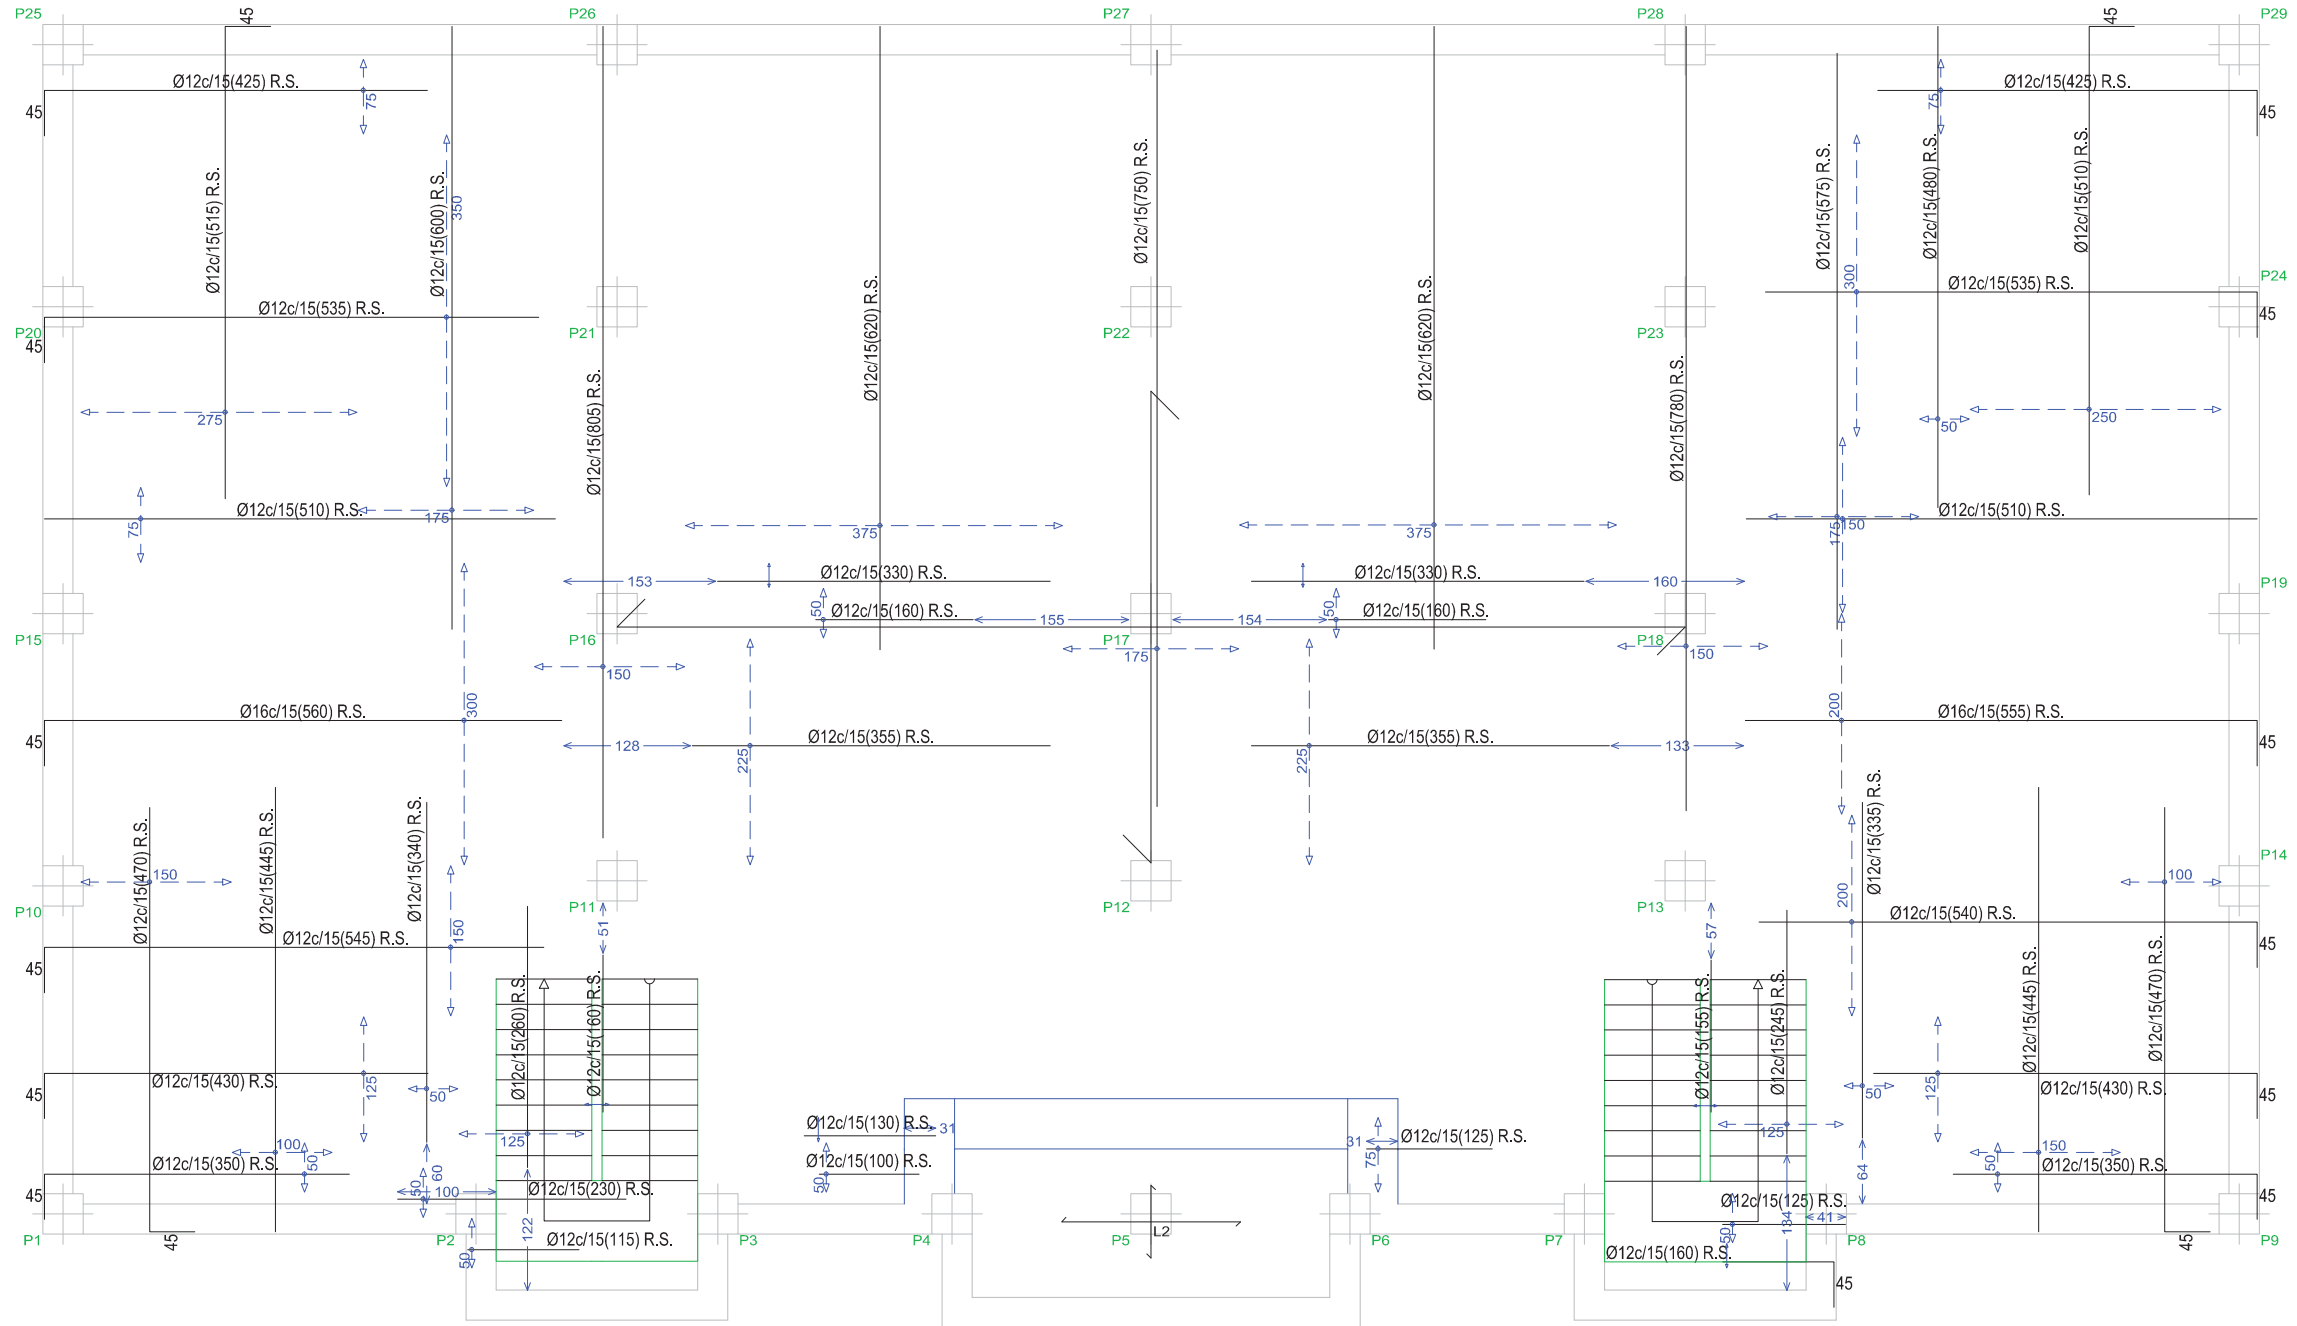 P25
45
P26
P27
P28
45
P29
Ø12c/15(425) R.S.
75
45
Ø12c/15(425) R.S.
75
45
Ø12c/15(515) R.S.
Ø12c/15(600) R.S.
350
Ø12c/15(750) R.S.
Ø12c/15(575) R.S.
Ø12c/15(480) R.S.
Ø12c/15(510) R.S.
300
P24
Ø12c/15(535) R.S.
Ø12c/15(535) R.S.
45
P20
45
P21
P22
P23
Ø12c/15(620) R.S.
Ø12c/15(620) R.S.
Ø12c/15(805) R.S.
Ø12c/15(780) R.S.
275
50
250
Ø12c/15(510) R.S.
75
175
375
375
175
150
Ø12c/15(510) R.S.
153
Ø12c/15(330) R.S.
Ø12c/15(330) R.S.
160
P19
50
Ø12c/15(160) R.S.
155
154
50
Ø12c/15(160) R.S.
P15
P16
P17
P18
175
150
150
300
200
Ø16c/15(560) R.S.
45
Ø16c/15(555) R.S.
45
128
Ø12c/15(355) R.S.
225
225
Ø12c/15(355) R.S.
133
Ø12c/15(470) R.S.
Ø12c/15(445) R.S.
Ø12c/15(340) R.S.
Ø12c/15(335) R.S.
150
200
P14
100
P10
P11
P12
P13
51
57
Ø12c/15(545) R.S.
150
45
Ø12c/15(540) R.S.
45
Ø12c/15(260) R.S.
Ø12c/15(160) R.S.
Ø12c/15(155) R.S.
Ø12c/15(245) R.S.
Ø12c/15(445) R.S.
Ø12c/15(470) R.S.
Ø12c/15(430) R.S.
125
50
45
50
125
Ø12c/15(430) R.S.
45
100
125
Ø12c/15(130) R.S.
31
31
Ø12c/15(125) R.S.
75
125
150
Ø12c/15(350) R.S.
50
60
Ø12c/15(100) R.S.
50
64
50
Ø12c/15(350) R.S.
45
50
100
Ø12c/15(230) R.S.
Ø12c/15(125) R.S.
41
45
122
134
P1
45
P2
50
Ø12c/15(115) R.S.
P3
P4
P5
L2
P6
P7
Ø12c/15(160) R.S.
50
P8
45
45
P9